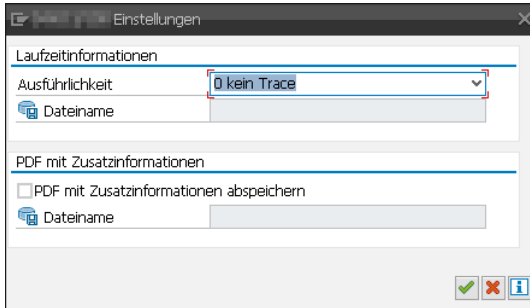 Einstellungen
Laufzeitinformationen
Ausführlichkeit 0 kein Trace
Dateiname
PDF mit Zusatzinformationen
PDF mit Zusatzinformationen abspeichern
Dateiname